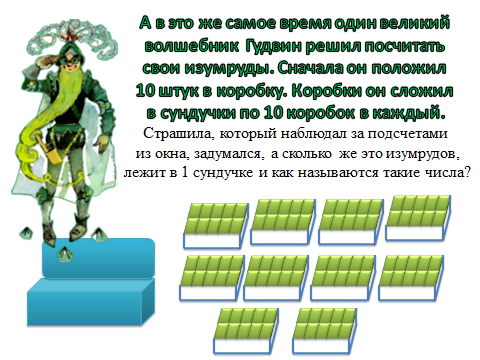 А в это же самое время один великий
волшебник Гудвин решил посчитать
свои изумруды. Сначала он положил
10 штук в коробку. Коробки он сложил
в сундучки по 10 коробок в каждый.
Страшила, который наблюдал за подсчетами
из окна, задумался, а сколько же это изумрудов,
лежит в 1 сундучке и как называются такие числа?